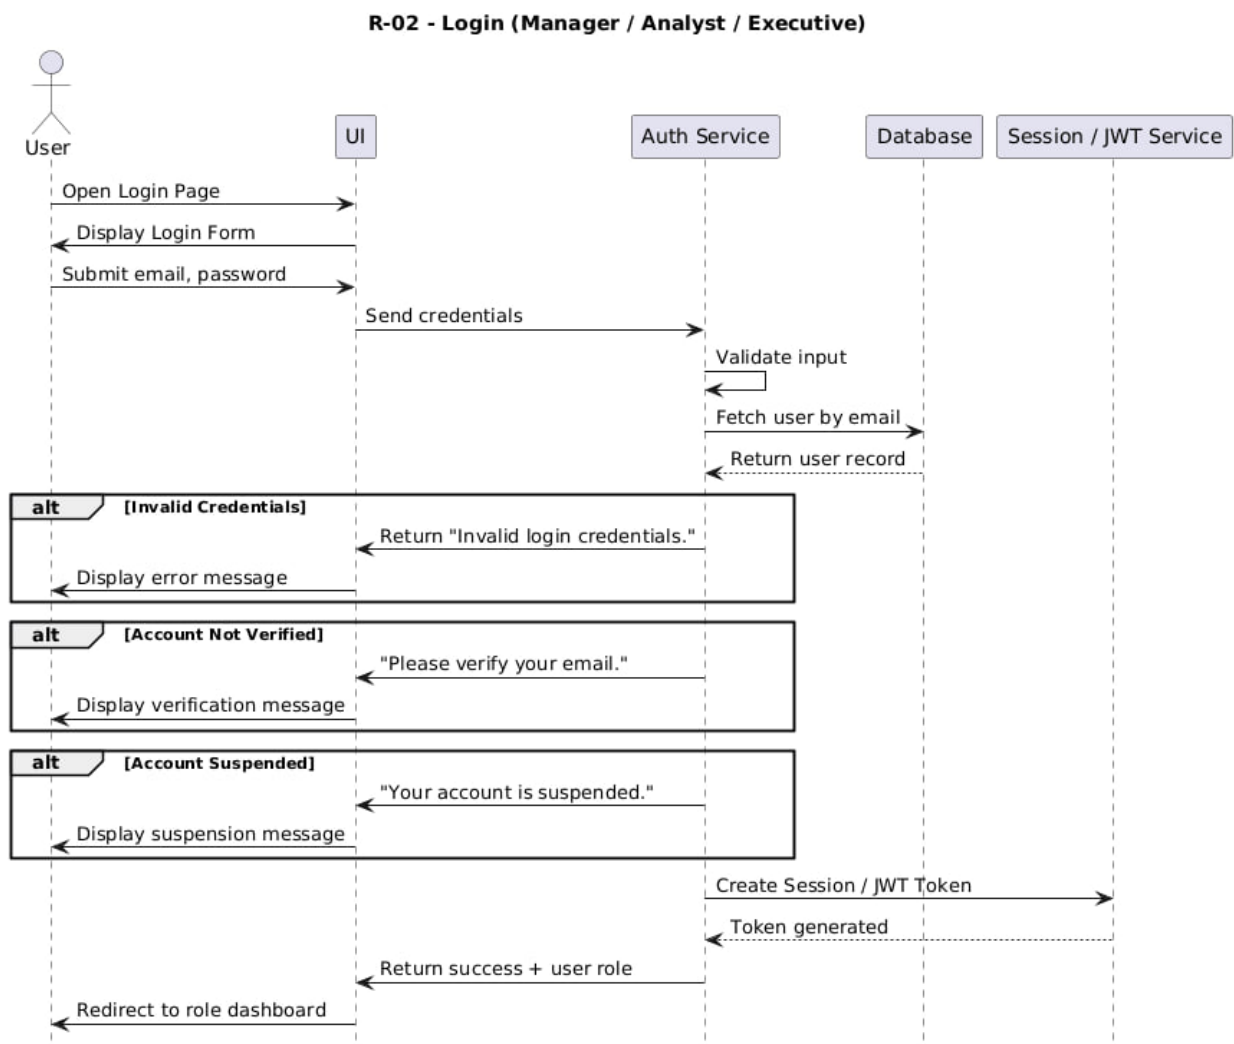 R-02 - Login (Manager / Analyst / Executive)
User
UI
Auth Service
Database
Session / JWT Service
Open Login Page
Display Login Form
Submit email, password
Send credentials
Validate input
Fetch user by email
Return user record
alt [Invalid Credentials]
Return "Invalid login credentials."
Display error message
alt [Account Not Verified]
"Please verify your email."
Display verification message
alt [Account Suspended]
"Your account is suspended."
Display suspension message
Create Session / JWT Token
Token generated
Return success + user role
Redirect to role dashboard